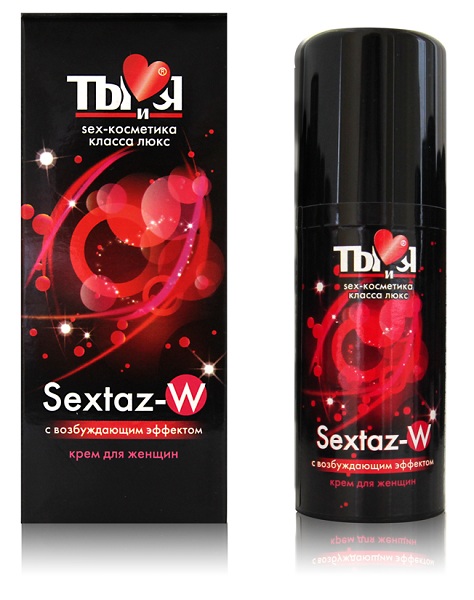 ТЫ и Я®
sex-косметика
класса люкс
Sextaz-W
с возбуждающим эффектом
крем для женщин
ТЫ и Я®
sex-косметика
класса люкс
Sextaz-W
с возбуждающим эффектом
крем для женщин